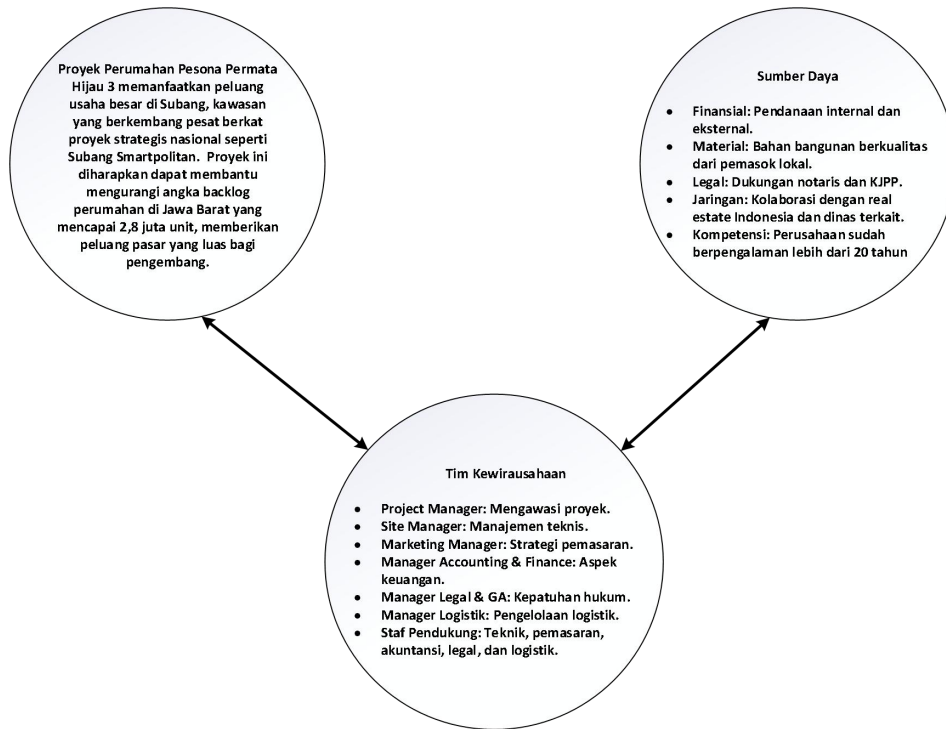 Proyek Perumahan Pesona Permata
Hijau 3 memanfaatkan peluang
usaha besar di Subang, kawasan
yang berkembang pesat berkat
proyek strategis nasional seperti
Subang Smartpolitan. Proyek ini
diharapkan dapat membantu
mengurangi angka backlog
perumahan di Jawa Barat yang
mencapai 2,8 juta unit, memberikan
peluang pasar yang luas bagi
pengembang.
Sumber Daya
• Finansial: Pendanaan internal dan
eksternal.
• Material: Bahan bangunan berkualitas
dari pemasok lokal.
• Legal: Dukungan notaris dan KJPP.
• Jaringan: Kolaborasi dengan real
estate Indonesia dan dinas terkait.
• Kompetensi: Perusahaan sudah
berpengalaman lebih dari 20 tahun
Tim Kewirausahaan
• Project Manager: Mengawasi proyek.
• Site Manager: Manajemen teknis.
• Marketing Manager: Strategi pemasaran.
• Manager Accounting & Finance: Aspek
keuangan.
• Manager Legal & GA: Kepatuhan hukum.
• Manager Logistik: Pengelolaan logistik.
• Staf Pendukung: Teknik, pemasaran,
akuntansi, legal, dan logistik.